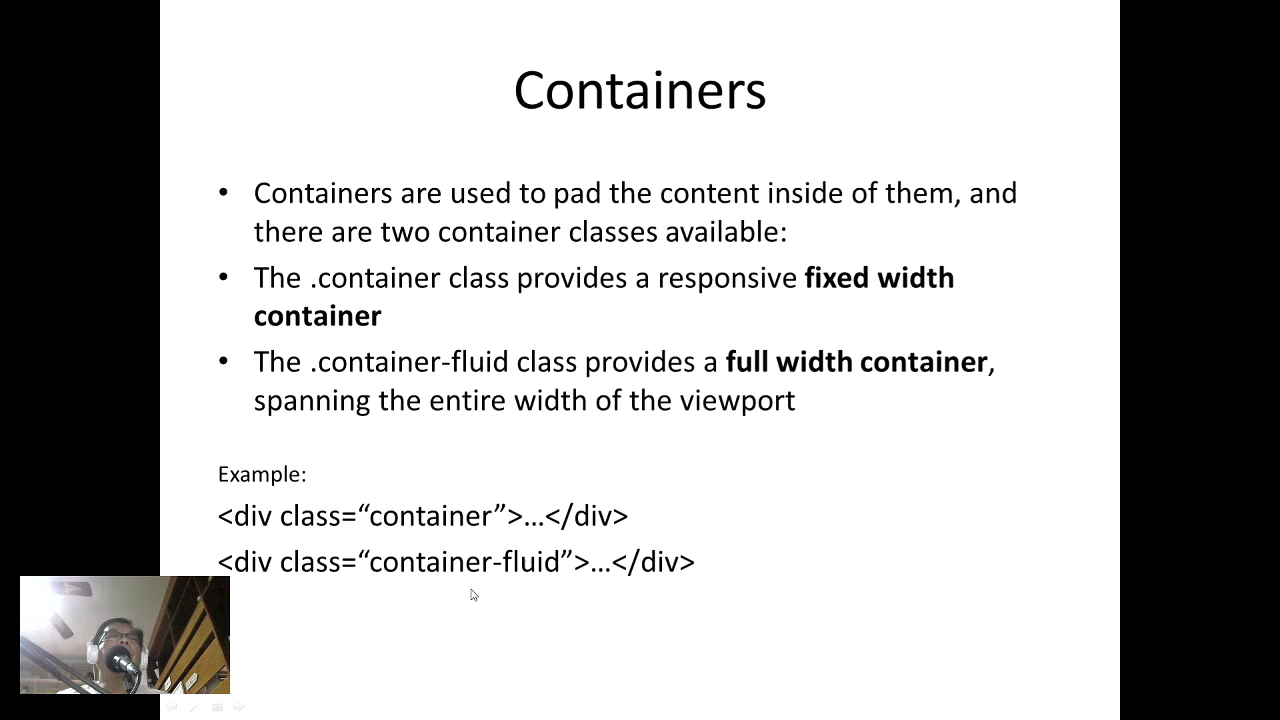 Containers
• Containers are used to pad the content inside of them, and
there are two container classes available:
• The .container class provides a responsive fixed width
container
• The .container-fluid class provides a full width container,
spanning the entire width of the viewport
Example:
<div class=“container”>…</div>
<div class=“container-fluid”>…</div>